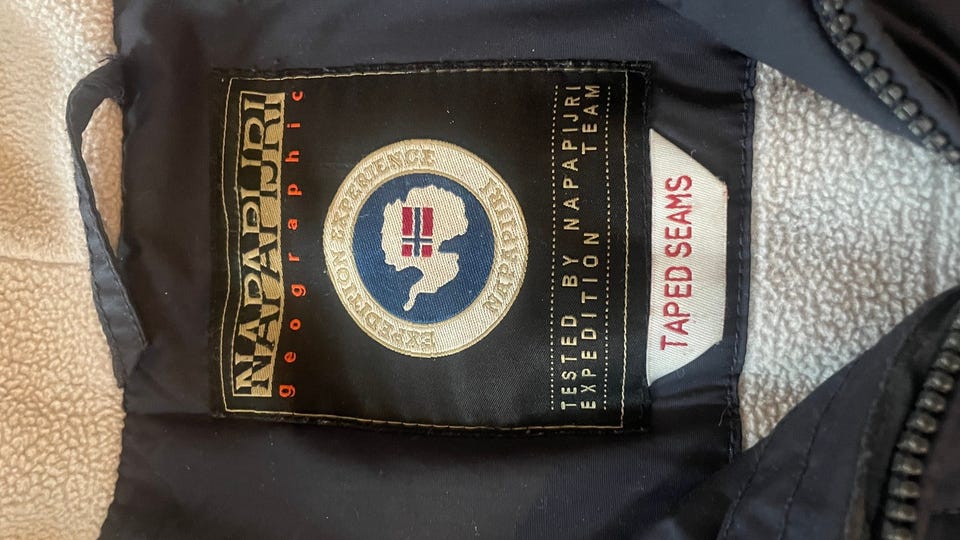 NAPAPIJRI
geographic
EXPEDITION EXPERIENCE
NAPAPIJRI
TESTED BY NAPAPIJRI
EXPEDITION TEAM
TAPED SEAMS